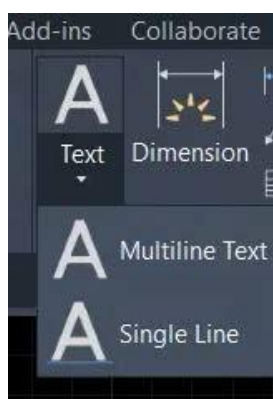 Add-ins Collaborate
Text Dimension
Multiline Text
Single Line